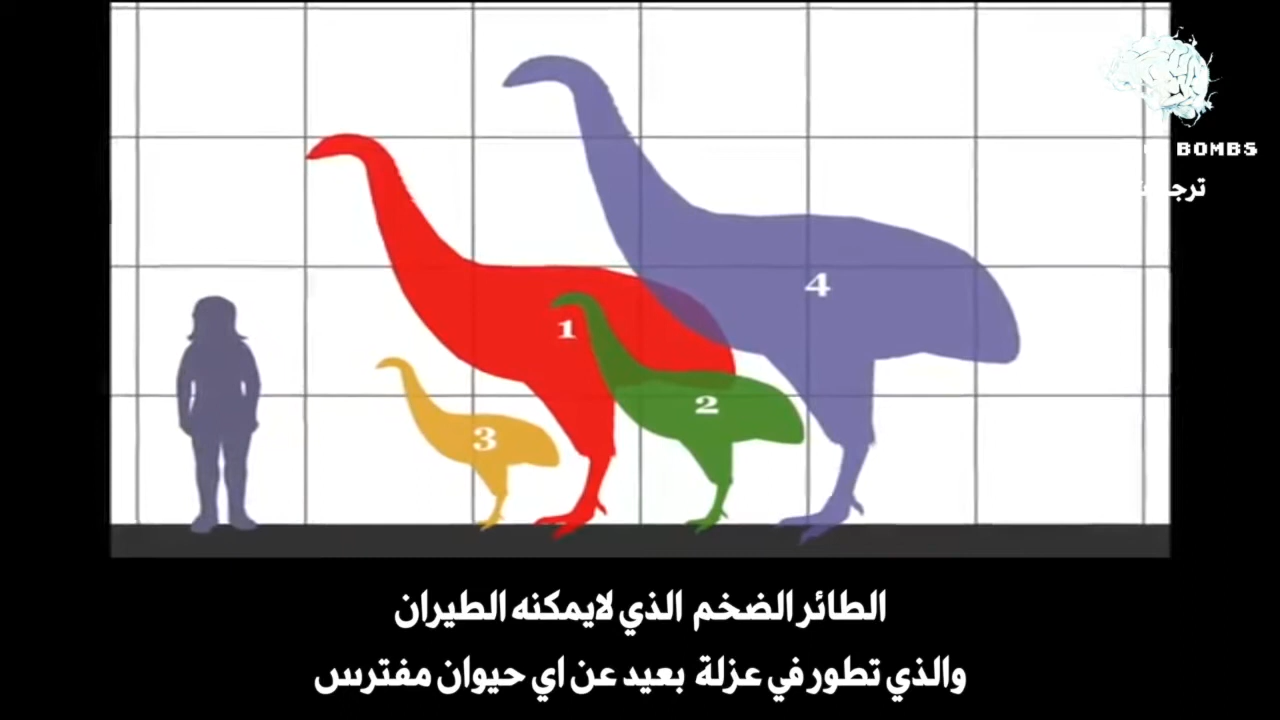 BOMBS
4
1
2
3
الطائر الضخم الذي لايمكنه الطيران
والذي تطور في عزلة بعيد عن اي حيوان مفترس